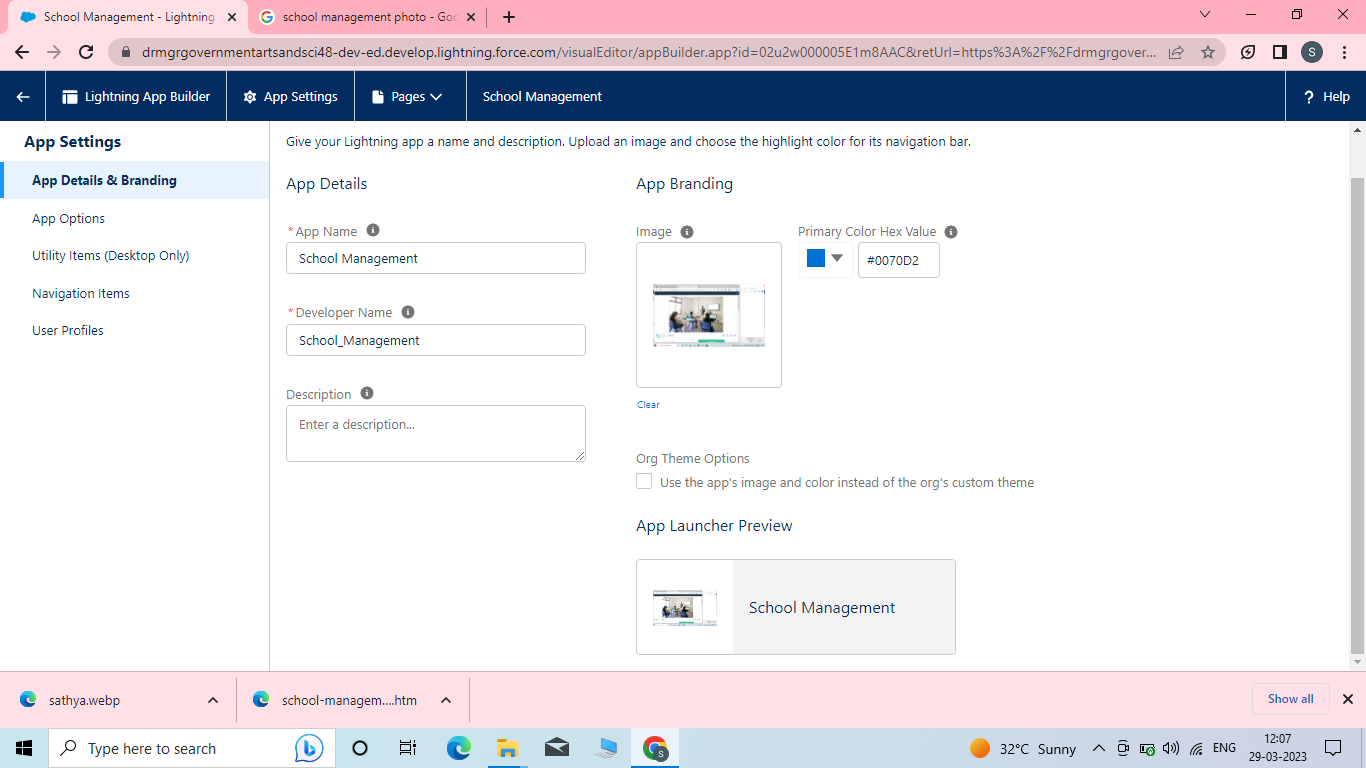 School Management - Lightning
school management photo - Goo
drmgrgovernmentartsandsci48-dev-ed.develop.lightning.force.com/visualEditor/appBuilder.app?id=02u2w000005E1m8AAC&retUrl=https%3A%2F%2Fdrmgrgover...
S
Lightning App Builder
App Settings
Pages
School Management
? Help
App Settings
App Details & Branding
App Options
Utility Items (Desktop Only)
Navigation Items
User Profiles
Give your Lightning app a name and description. Upload an image and choose the highlight color for its navigation bar.
App Details
*App Name
School Management
*Developer Name
School_Management
Description
Enter a description...
App Branding
Image
Clear
Primary Color Hex Value
#0070D2
Org Theme Options
Use the app's image and color instead of the org's custom theme
App Launcher Preview
School Management
sathya.webp
school-managem....htm
Show all
Type here to search
S
32°C Sunny
ENG
12:07
29-03-2023